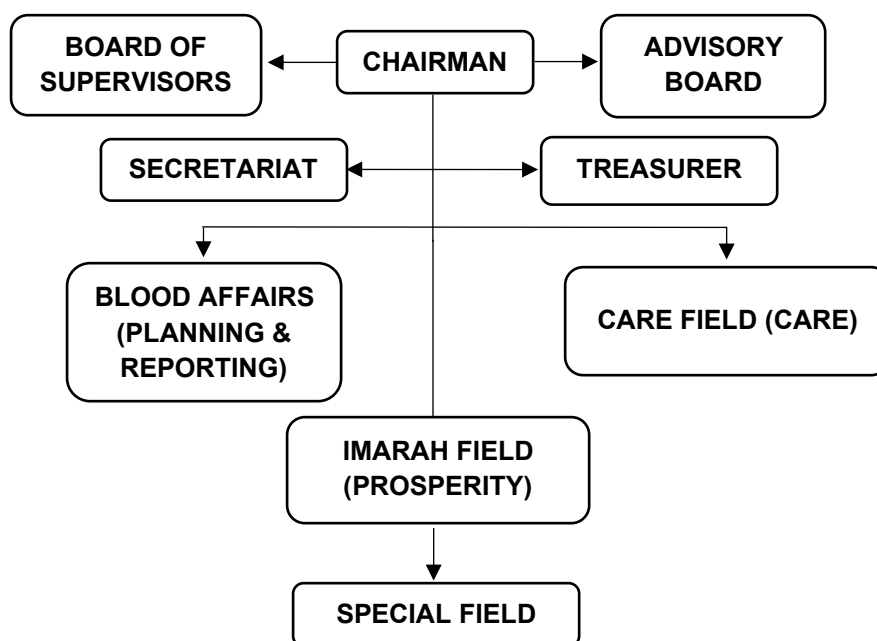 BOARD OF
SUPERVISORS
CHAIRMAN
ADVISORY
BOARD
SECRETARIAT
TREASURER
BLOOD AFFAIRS
(PLANNING &
REPORTING)
CARE FIELD (CARE)
IMARAH FIELD
(PROSPERITY)
SPECIAL FIELD